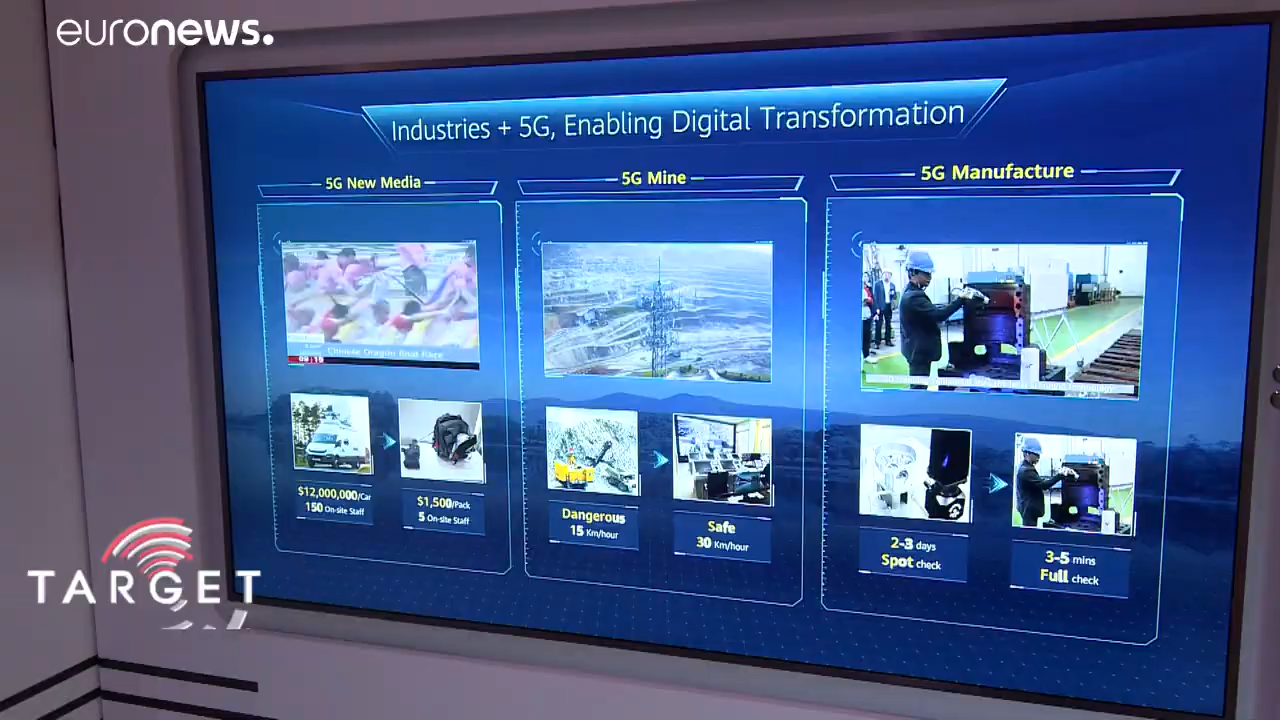 euronews.
Industries + 5G, Enabling Digital Transformation
5G New Media
5G Mine
5G Manufacture
Chinese Dragon Boat Race
09:15
$12,000,000/Car
150 On-site Staff
$1,500/Pack
5 On-site Staff
Dangerous
15 Km/hour
Safe
30 Km/hour
2-3 days
Spot check
3-5 mins
Full check
TARGET